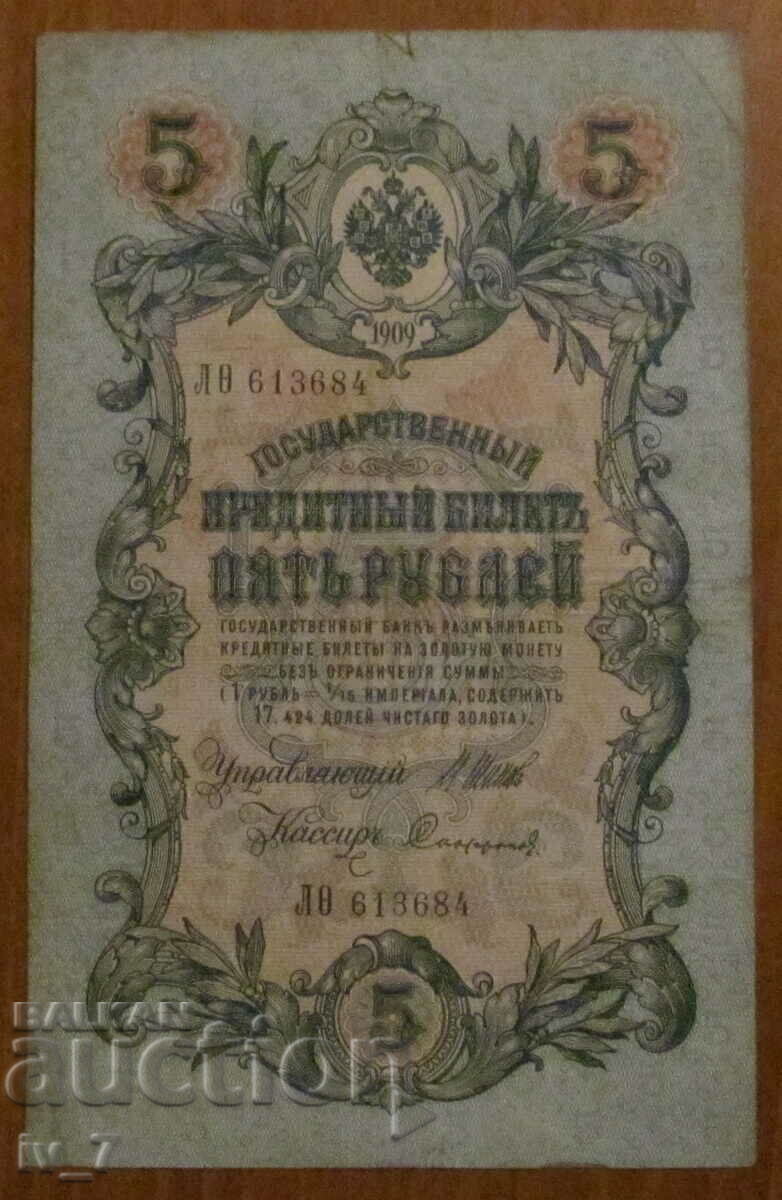 5 5
1909
ЛѲ 613684
ГОСУДАРСТВЕННЫЙ
КРЕДИТНЫЙ БИЛЕТЪ
ПЯТЬ РУБЛЕЙ
ГОСУДАРСТВЕННЫЙ БАНКЪ РАЗМѢНИВАЕТЪ
КРЕДИТНЫЕ БИЛЕТЫ НА ЗОЛОТУЮ МОНЕТУ
БЕЗЪ ОГРАНИЧЕНІЯ СУММЫ
(1 РУБЛЬ = 1/15 ИМПЕРІАЛА, СОДЕРЖИТЪ
17,424 ДОЛЕЙ ЧИСТАГО ЗОЛОТА).
Управляющій
Кассиръ
ЛѲ 613684
5
BALKAN
auction
iv_7